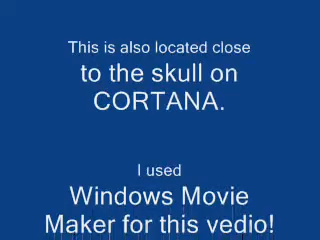 This is also located close
to the skull on
CORTANA.
I used
Windows Movie
Maker for this vedio!